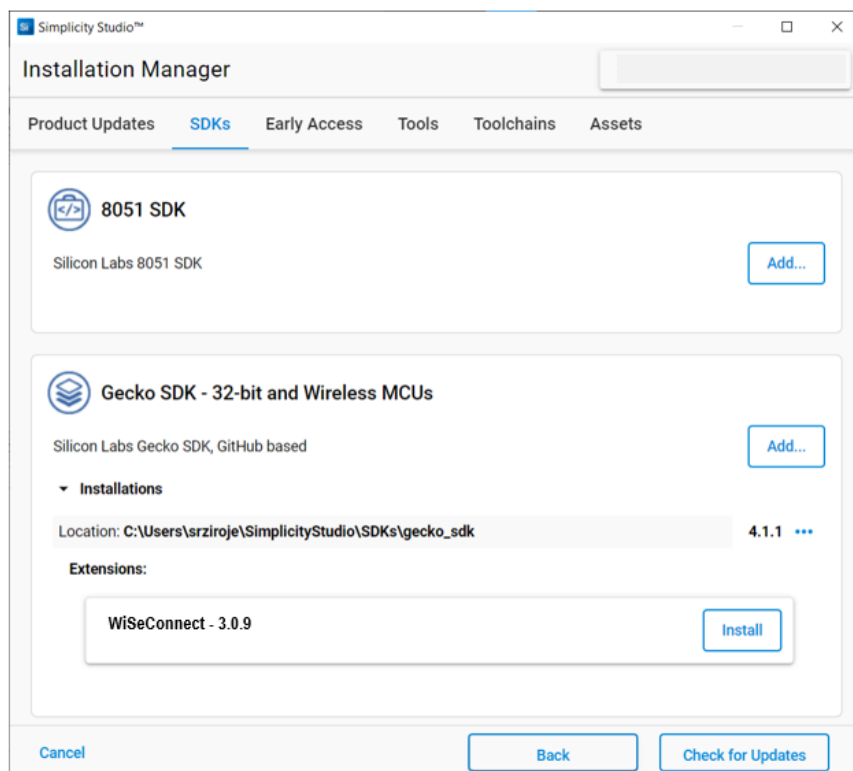 Si Simplicity Studio™
Installation Manager
Product Updates SDKs Early Access Tools Toolchains Assets
8051 SDK
Silicon Labs 8051 SDK
Add...
Gecko SDK - 32-bit and Wireless MCUs
Silicon Labs Gecko SDK, GitHub based
Add...
Installations
Location: C:\Users\srziroje\SimplicityStudio\SDKs\gecko_sdk 4.1.1 •••
Extensions:
WiSeConnect - 3.0.9 Install
Cancel Back Check for Updates